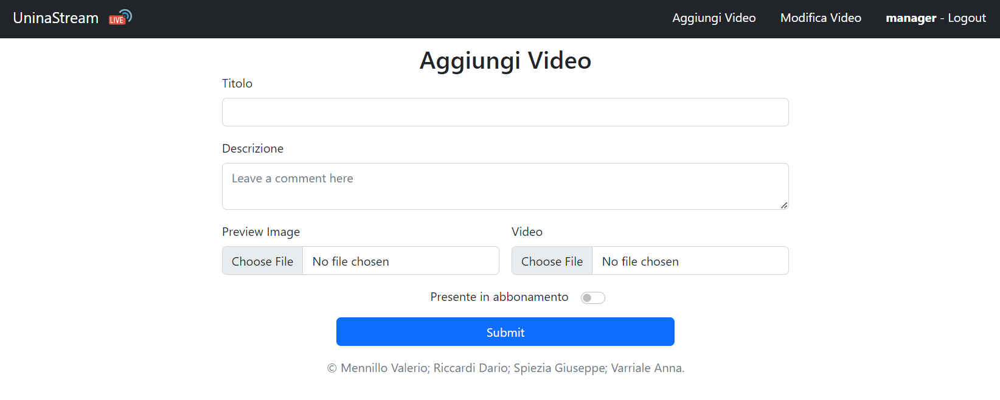 UninaStream LIVE Aggiungi Video Modifica Video manager - Logout
Aggiungi Video
Titolo
Descrizione
Leave a comment here
Preview Image Video
Choose File No file chosen Choose File No file chosen
Presente in abbonamento
Submit
© Mennillo Valerio; Riccardi Dario; Spiezia Giuseppe; Varriale Anna.